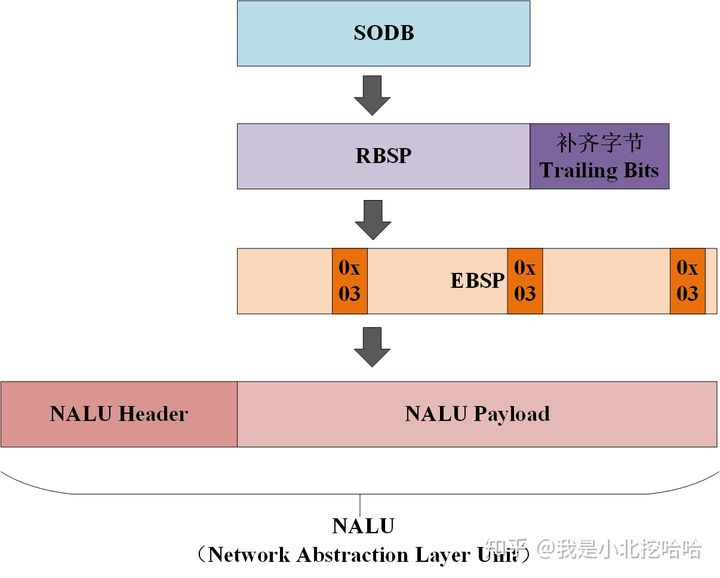 SODB
RBSP
补齐字节
Trailing Bits
0x
03
EBSP
0x
03
0x
03
NALU Header
NALU Payload
NALU
（Network Abstraction Layer Unit）
知乎 @我是小北挖哈哈